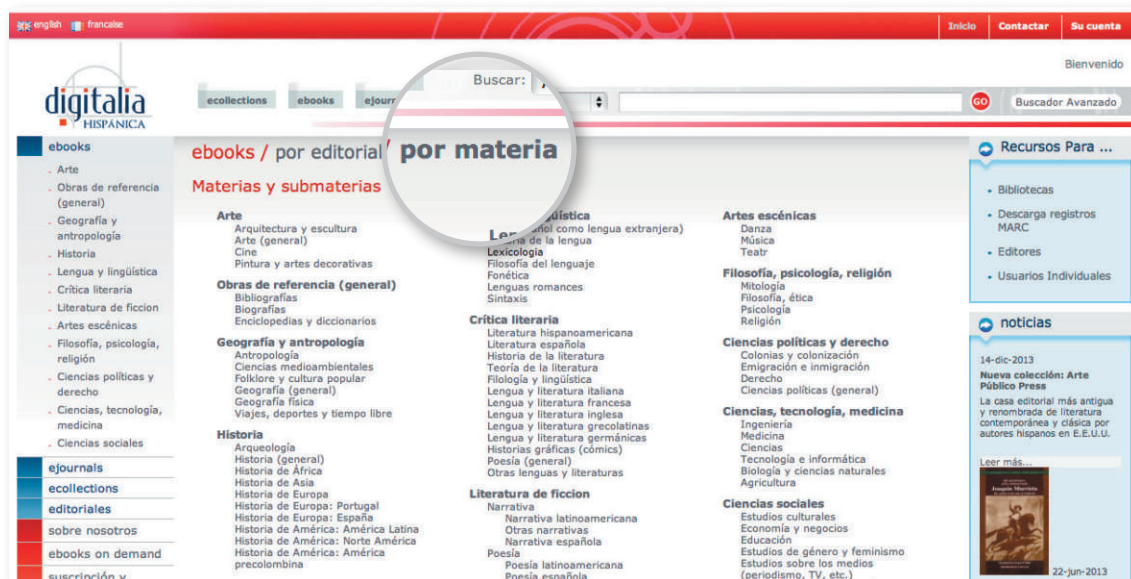 english francaise
Inicio Contactar Su cuenta
Bienvenido
digitalia
HISPÁNICA
ecollections ebooks
Buscar:
GO Buscador Avanzado
ebooks
Arte
Obras de referencia
(general)
Geografía y
antropología
Historia
Lengua y lingüística
Crítica literaria
Literatura de ficcion
Artes escénicas
Filosofía, psicología,
religión
Ciencias políticas y
derecho
Ciencias, tecnología,
medicina
Ciencias sociales
ejournals
ecollections
editoriales
sobre nosotros
ebooks on demand
suscripción y
ebooks / por editorial / por materia
Materias y submaterias
Arte
Arquitectura y escultura
Arte (general)
Cine
Pintura y artes decorativas
Obras de referencia (general)
Bibliografías
Biografías
Enciclopedias y diccionarios
Geografía y antropología
Antropología
Ciencias medioambientales
Folklore y cultura popular
Geografía (general)
Geografía física
Viajes, deportes y tiempo libre
Historia
Arqueología
Historia (general)
Historia de África
Historia de Asia
Historia de Europa
Historia de Europa: Portugal
Historia de Europa: España
Historia de América: América Latina
Historia de América: Norte América
Historia de América: América
precolombina
como lengua extranjera)
de la lengua
Lexicología
Filosofía del lenguaje
Fonética
Lenguas romances
Sintaxis
Crítica literaria
Literatura hispanoamericana
Literatura española
Historia de la literatura
Teoría de la literatura
Filología y lingüística
Lengua y literatura italiana
Lengua y literatura francesa
Lengua y literatura inglesa
Lengua y literatura grecolatinas
Lengua y literatura germánicas
Historias gráficas (cómics)
Poesía (general)
Otras lenguas y literaturas
Literatura de ficcion
Narrativa
Narrativa latinoamericana
Otras narrativas
Narrativa española
Poesía
Poesía latinoamericana
Poesía española
Artes escénicas
Danza
Música
Teatr
Filosofía, psicología, religión
Mitología
Filosofía, ética
Psicología
Religión
Ciencias políticas y derecho
Colonias y colonización
Emigración e inmigración
Derecho
Ciencias políticas (general)
Ciencias, tecnología, medicina
Ingeniería
Medicina
Ciencias
Tecnología e informática
Biología y ciencias naturales
Agricultura
Ciencias sociales
Estudios culturales
Economía y negocios
Educación
Estudios de género y feminismo
Estudios sobre los medios
(periodismo, TV, etc.)
Recursos Para ...
Bibliotecas
Descarga registros
MARC
Editores
Usuarios Individuales
noticias
14-dic-2013
Nueva colección: Arte
Público Press
La casa editorial más antigua
y renombrada de literatura
contemporánea y clásica por
autores hispanos en E.E.U.U.
Leer más...
Joaquín Murrieta
22-jun-2013